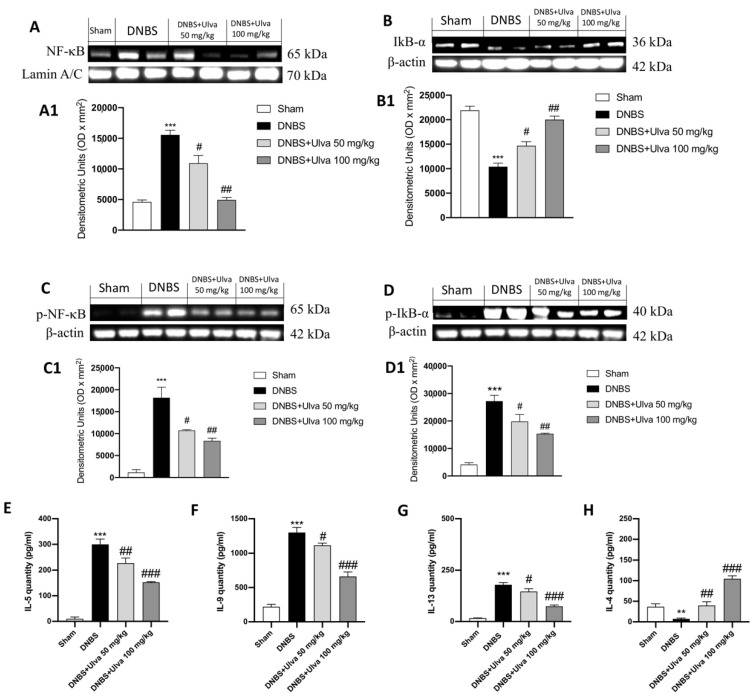 A
Sham
DNBS
DNBS+Ulva
50 mg/kg
DNBS+Ulva
100 mg/kg
NF-κB
65 kDa
Lamin A/C
70 kDa
B
Sham
DNBS
DNBS+Ulva
50 mg/kg
DNBS+Ulva
100 mg/kg
IkB-α
36 kDa
β-actin
42 kDa
A1
Densitometric Units (OD x mm²)
20000
15000
10000
5000
0
***
#
##
Sham
DNBS
DNBS+Ulva 50 mg/kg
DNBS+Ulva 100 mg/kg
B1
Densitometric Units (OD x mm²)
25000
20000
15000
10000
5000
0
***
#
##
Sham
DNBS
DNBS+Ulva 50 mg/kg
DNBS+Ulva 100 mg/kg
C
Sham
DNBS
DNBS+Ulva
50 mg/kg
DNBS+Ulva
100 mg/kg
p-NF-κB
65 kDa
β-actin
42 kDa
D
Sham
DNBS
DNBS+Ulva
50 mg/kg
DNBS+Ulva
100 mg/kg
p-IkB-α
40 kDa
β-actin
42 kDa
C1
Densitometric Units (OD x mm²)
25000
20000
15000
10000
5000
0
***
#
##
Sham
DNBS
DNBS+Ulva 50 mg/kg
DNBS+Ulva 100 mg/kg
D1
Densitometric Units (OD x mm²)
40000
30000
20000
10000
0
***
#
##
Sham
DNBS
DNBS+Ulva 50 mg/kg
DNBS+Ulva 100 mg/kg
E
IL-5 quantity (pg/ml)
400
300
200
100
0
***
##
###
Sham
DNBS
DNBS+Ulva 50 mg/kg
DNBS+Ulva 100 mg/kg
F
IL-9 quantity (pg/ml)
1500
1000
500
0
***
#
###
Sham
DNBS
DNBS+Ulva 50 mg/kg
DNBS+Ulva 100 mg/kg
G
IL-13 quantity (pg/ml)
500
250
0
***
#
###
Sham
DNBS
DNBS+Ulva 50 mg/kg
DNBS+Ulva 100 mg/kg
H
IL-4 quantity (pg/ml)
250
200
150
100
50
0
**
##
###
Sham
DNBS
DNBS+Ulva 50 mg/kg
DNBS+Ulva 100 mg/kg